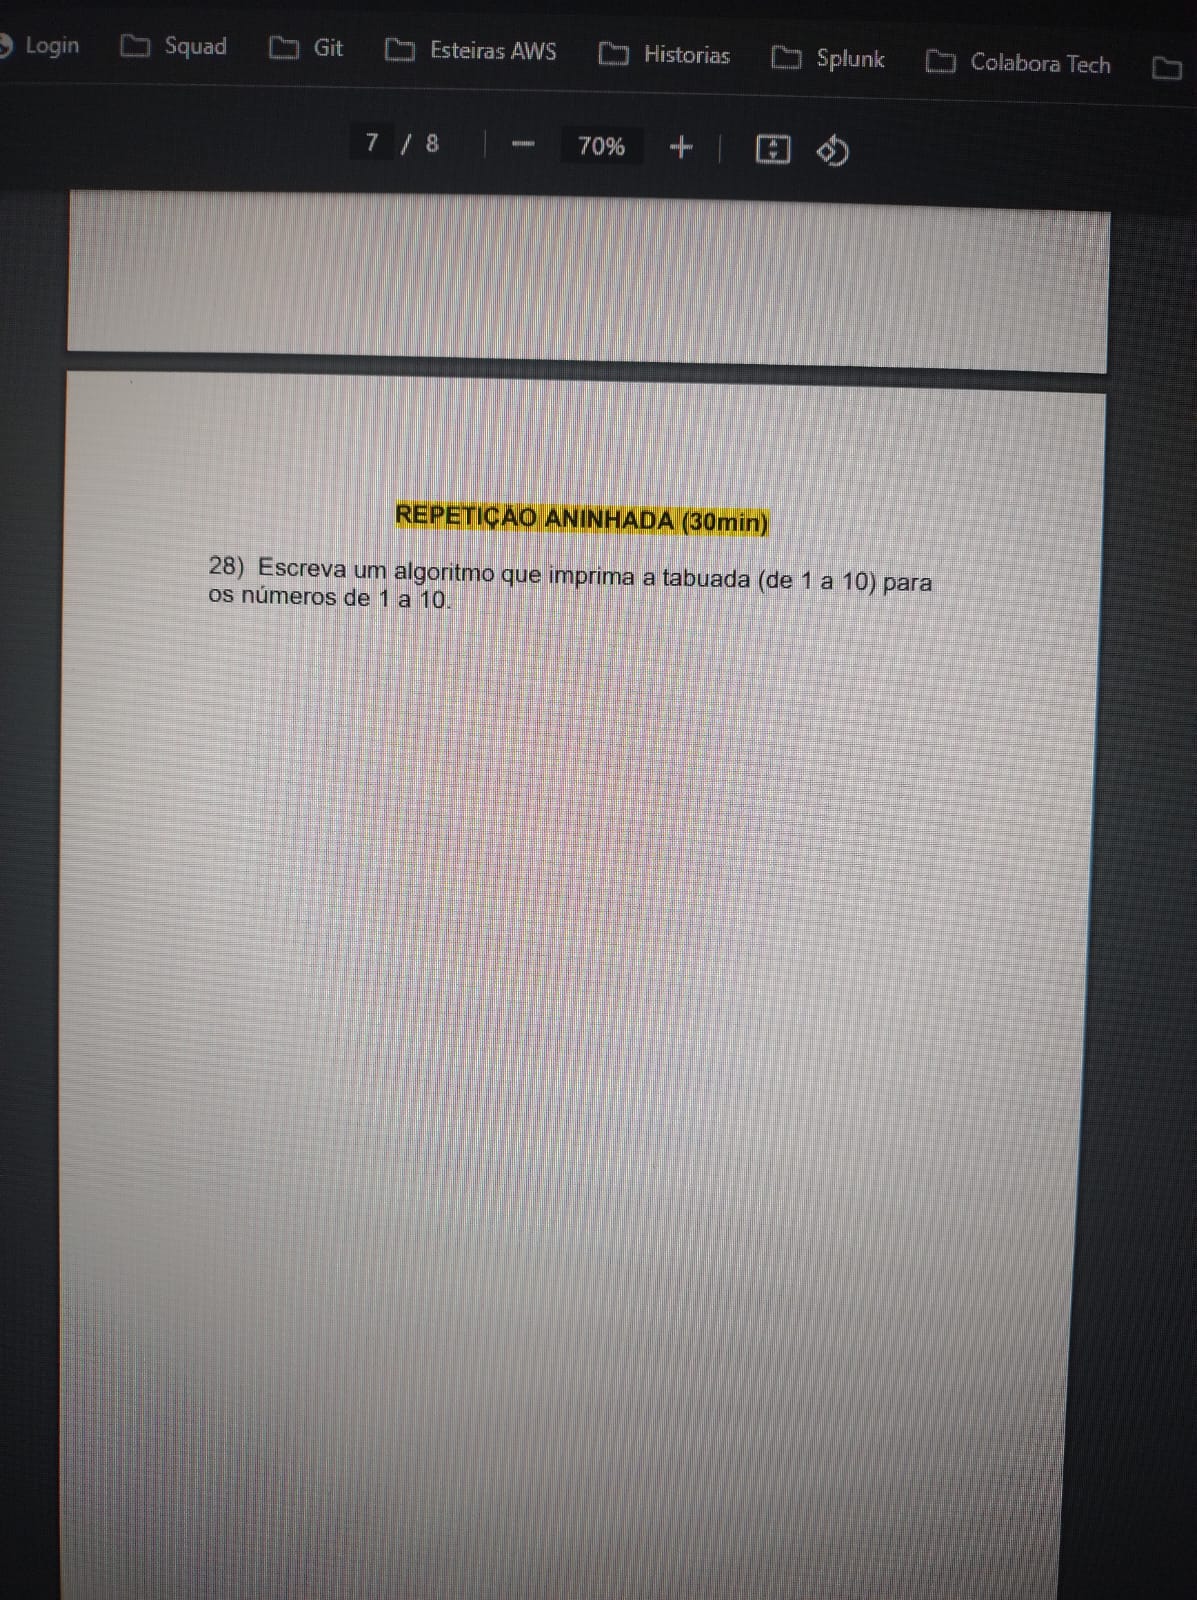 Login Squad Git Esteiras AWS Historias Splunk Colabora Tech
7 / 8 70%
REPETIÇÃO ANINHADA (30min)
28) Escreva um algoritmo que imprima a tabuada (de 1 a 10) para
os números de 1 a 10.